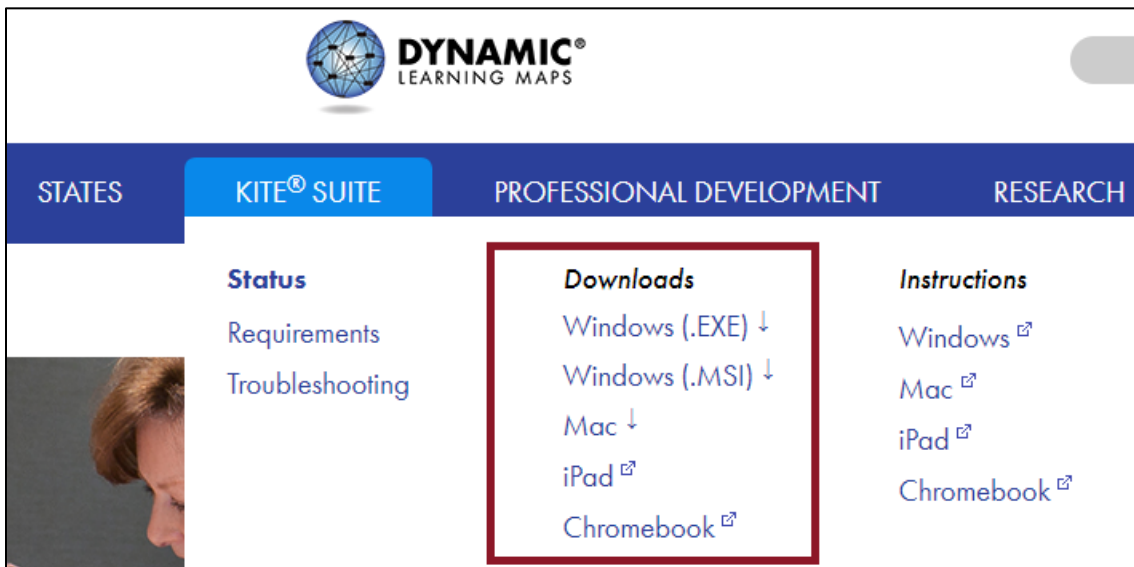 DYNAMIC®
LEARNING MAPS
STATES
KITE® SUITE
PROFESSIONAL DEVELOPMENT
RESEARCH
Status
Requirements
Troubleshooting
Downloads
Windows (.EXE) ↓
Windows (.MSI) ↓
Mac ↓
iPad
Chromebook
Instructions
Windows
Mac
iPad
Chromebook